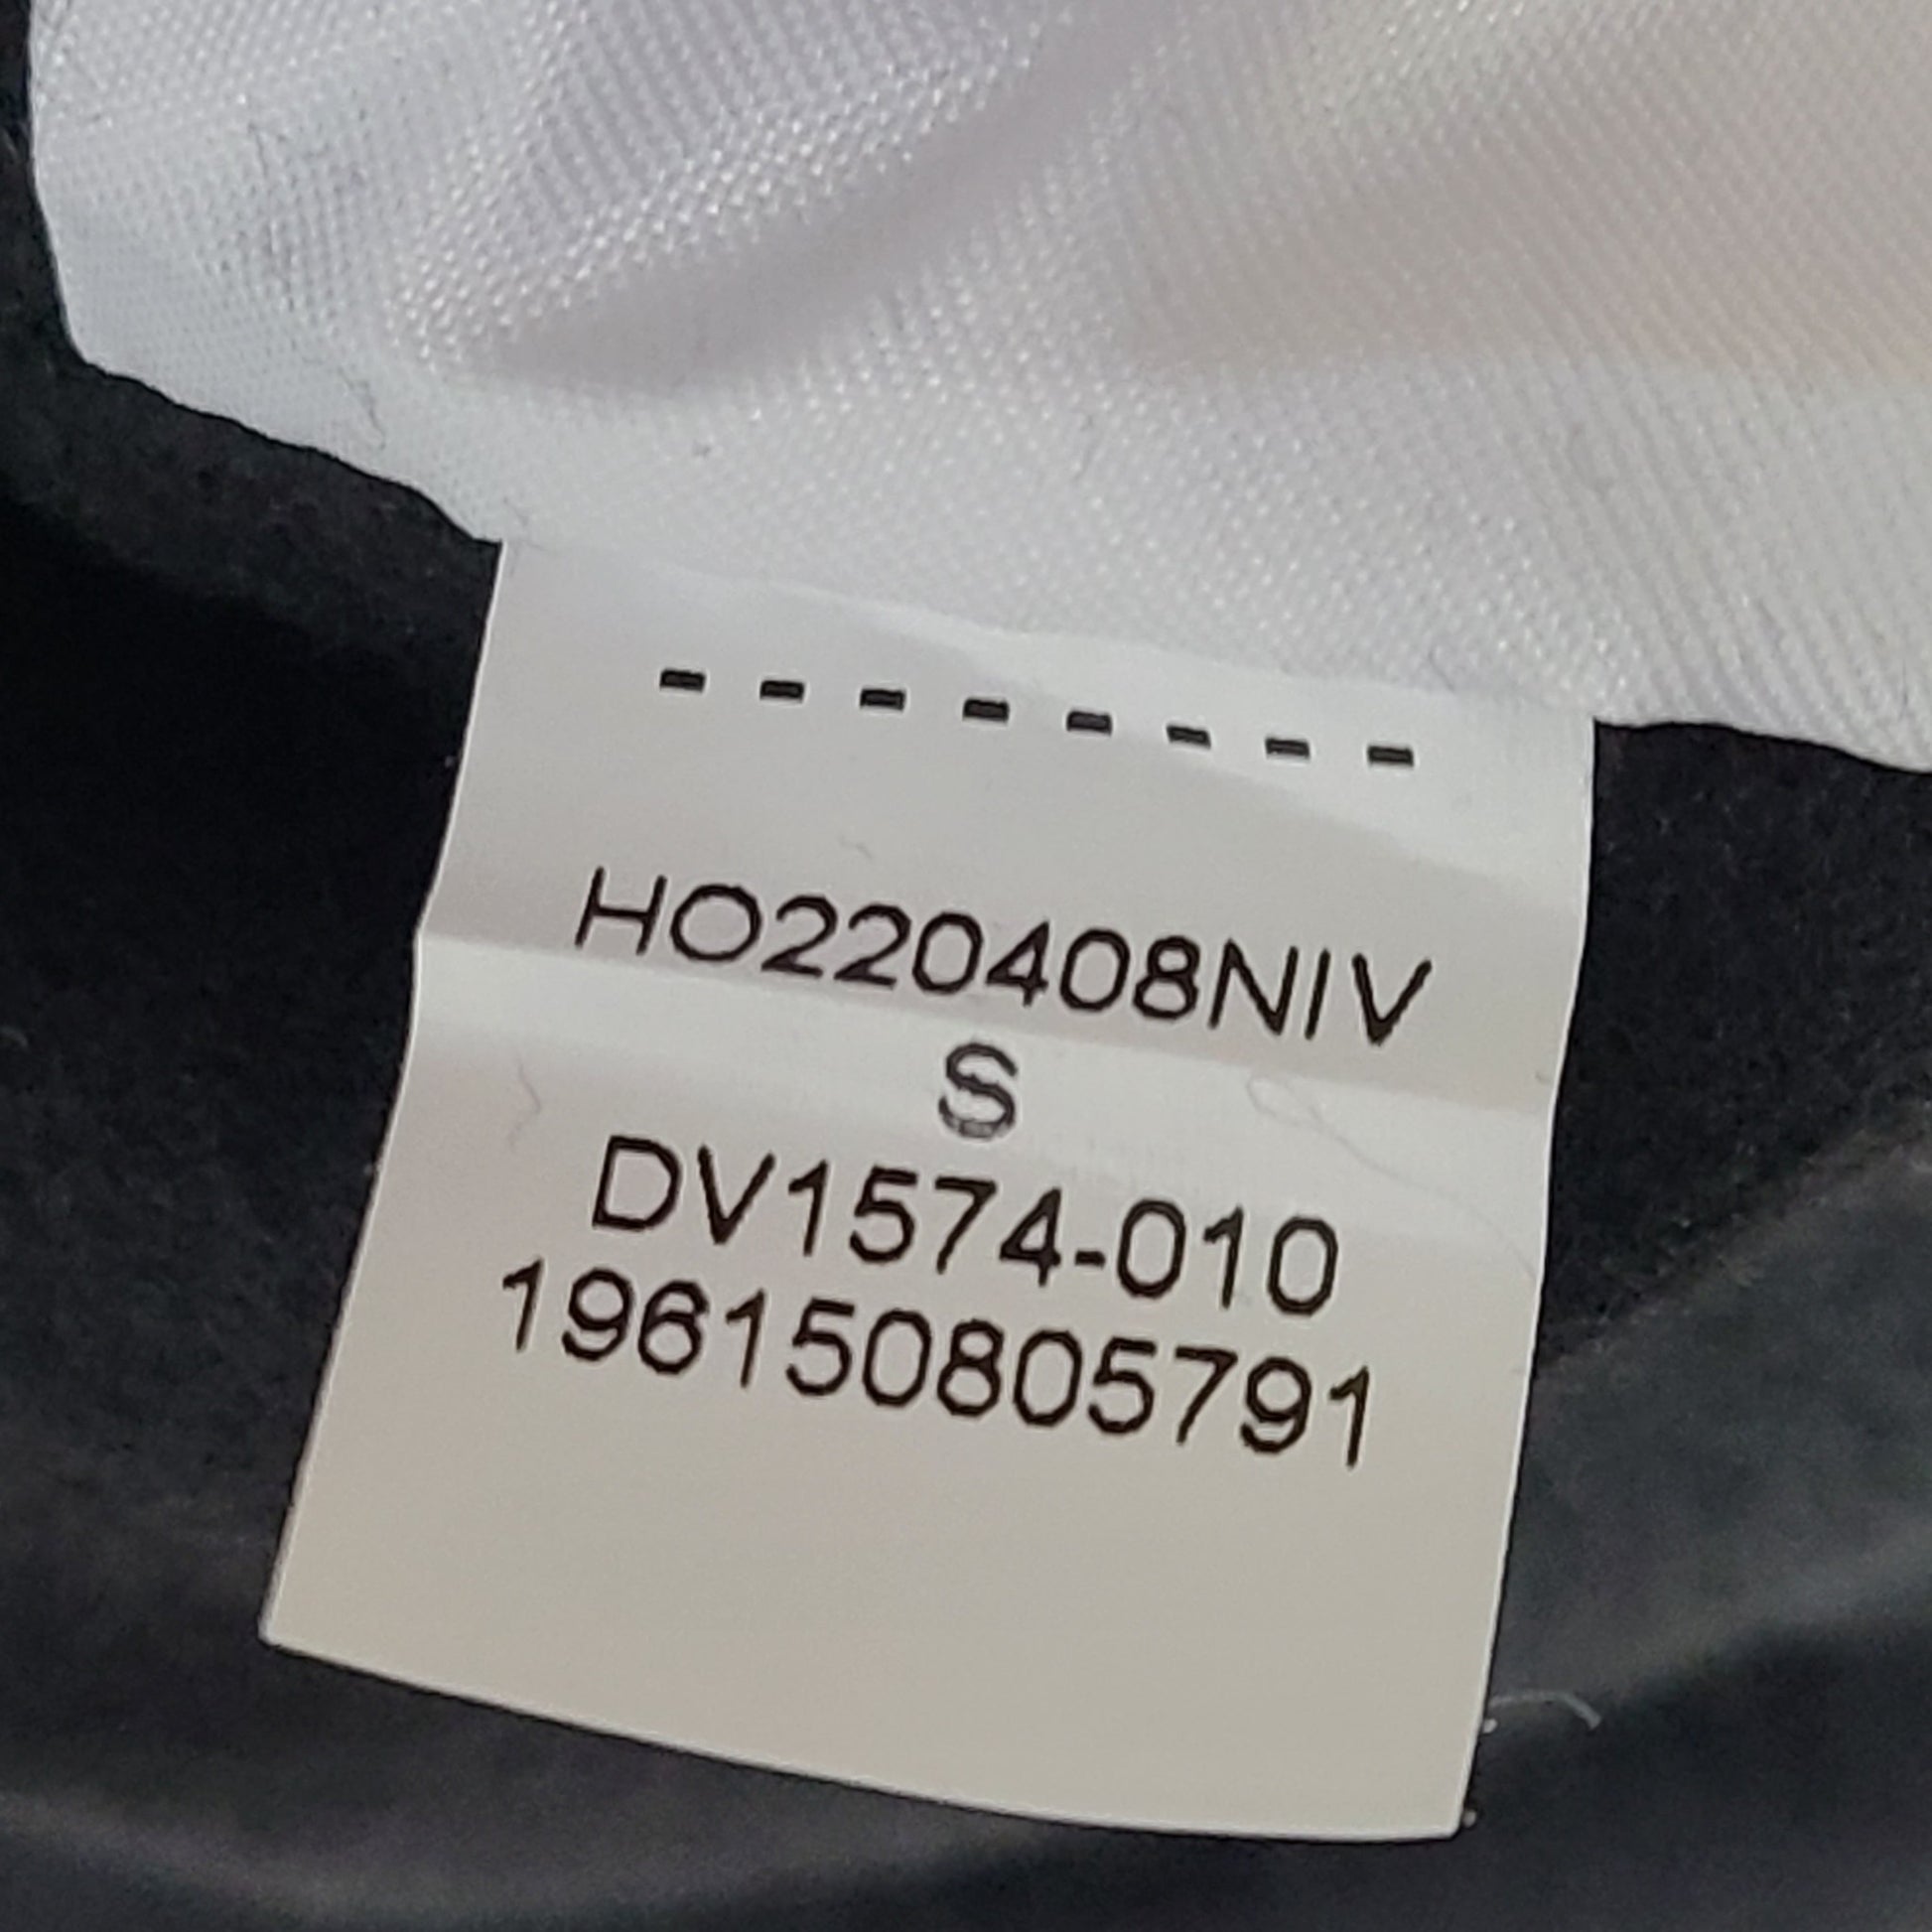 --------
HO220408NIV
S
DV1574-010
196150805791